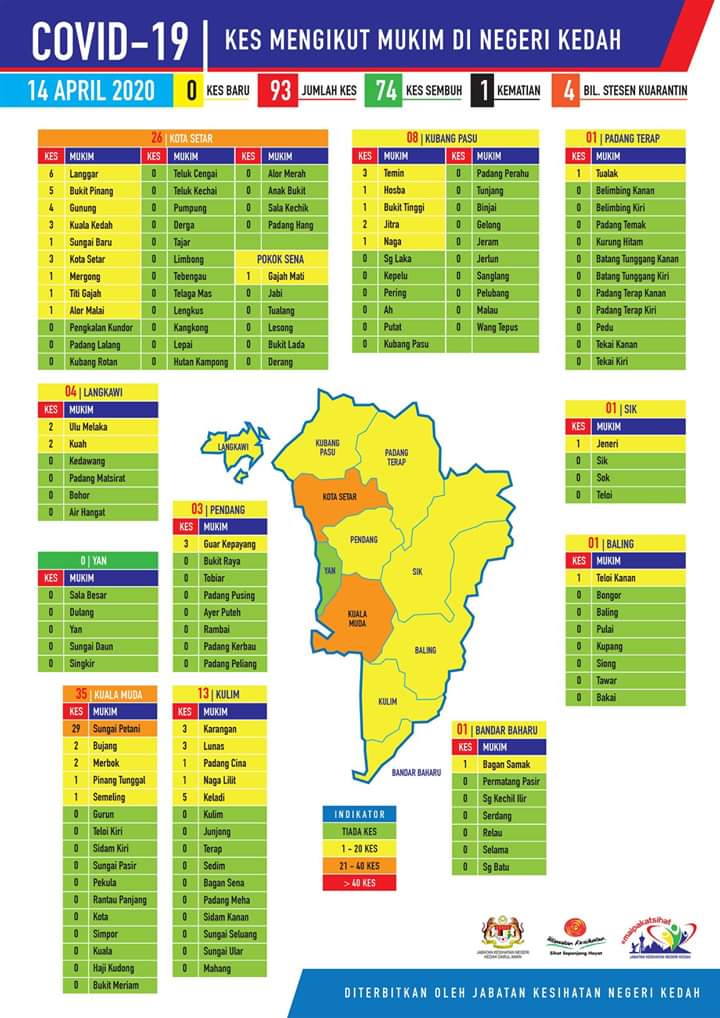 COVID-19 | KES MENGIKUT MUKIM DI NEGERI KEDAH
14 APRIL 2020 0 KES BARU 93 JUMLAH KES 74 KES SEMBUH 1 KEMATIAN 4 BIL. STESEN KUARANTIN
26 | KOTA SETAR
KES MUKIM KES MUKIM KES MUKIM
6 Langgar 0 Teluk Cengai 0 Alor Merah
5 Bukit Pinang 0 Teluk Kechai 0 Anak Bukit
4 Gunung 0 Pumpung 0 Sala Kechik
3 Kuala Kedah 0 Derga 0 Padang Hang
1 Sungai Baru 0 Tajar
3 Kota Setar 0 Limbong POKOK SENA
1 Mergong 0 Tebengau 1 Gajah Mati
1 Titi Gajah 0 Telaga Mas 0 Jabi
1 Alor Malai 0 Lengkus 0 Tualang
0 Pengkalan Kundor 0 Kangkong 0 Lesong
0 Padang Lalang 0 Lepai 0 Bukit Lada
0 Kubang Rotan 0 Hutan Kampong 0 Derang
08 | KUBANG PASU
KES MUKIM KES MUKIM
3 Temin 0 Padang Perahu
1 Hosba 0 Tunjang
1 Bukit Tinggi 0 Binjai
2 Jitra 0 Gelong
1 Naga 0 Jeram
0 Sg Laka 0 Jerlun
0 Kepelu 0 Sanglang
0 Pering 0 Pelubang
0 Ah 0 Malau
0 Putat 0 Wang Tepus
0 Kubang Pasu
01 | PADANG TERAP
KES MUKIM
1 Tualak
0 Belimbing Kanan
0 Belimbing Kiri
0 Padang Temak
0 Kurung Hitam
0 Batang Tunggang Kanan
0 Batang Tunggang Kiri
0 Padang Terap Kanan
0 Padang Terap Kiri
0 Pedu
0 Tekai Kanan
0 Tekai Kiri
04 | LANGKAWI
KES MUKIM
2 Ulu Melaka
2 Kuah
0 Kedawang
0 Padang Matsirat
0 Bohor
0 Air Hangat
01 | SIK
KES MUKIM
1 Jeneri
0 Sik
0 Sok
0 Teloi
03 | PENDANG
KES MUKIM
3 Guar Kepayang
0 Bukit Raya
0 Tobiar
0 Padang Pusing
0 Ayer Puteh
0 Rambai
0 Padang Kerbau
0 Padang Peliang
0 | YAN
KES MUKIM
0 Sala Besar
0 Dulang
0 Yan
0 Sungai Daun
0 Singkir
01 | BALING
KES MUKIM
1 Teloi Kanan
0 Bongor
0 Baling
0 Pulai
0 Kupang
0 Siong
0 Tawar
0 Bakai
LANGKAWI
KUBANG PASU
PADANG TERAP
KOTA SETAR
PENDANG
YAN
SIK
KUALA MUDA
BALING
KULIM
BANDAR BAHARU
35 | KUALA MUDA
KES MUKIM
29 Sungai Petani
2 Bujang
2 Merbok
1 Pinang Tunggal
1 Semeling
0 Gurun
0 Teloi Kiri
0 Sidam Kiri
0 Sungai Pasir
0 Pekula
0 Rantau Panjang
0 Kota
0 Simpor
0 Kuala
0 Haji Kudong
0 Bukit Meriam
13 | KULIM
KES MUKIM
3 Karangan
3 Lunas
1 Padang Cina
1 Naga Lilit
5 Keladi
0 Kulim
0 Junjong
0 Terap
0 Sedim
0 Bagan Sena
0 Padang Meha
0 Sidam Kanan
0 Sungai Seluang
0 Sungai Ular
0 Mahang
01 | BANDAR BAHARU
KES MUKIM
1 Bagan Samak
0 Permatang Pasir
0 Sg Kechil Ilir
0 Serdang
0 Relau
0 Selama
0 Sg Batu
INDIKATOR
TIADA KES
1 - 20 KES
21 - 40 KES
> 40 KES
JABATAN KESIHATAN NEGERI
KEDAH DARUL AMAN
Utamakan Kesihatan
Sihat Sepanjang Hayat
#majapakatsihat
JABATAN KESIHATAN NEGERI KEDAH
DITERBITKAN OLEH JABATAN KESIHATAN NEGERI KEDAH